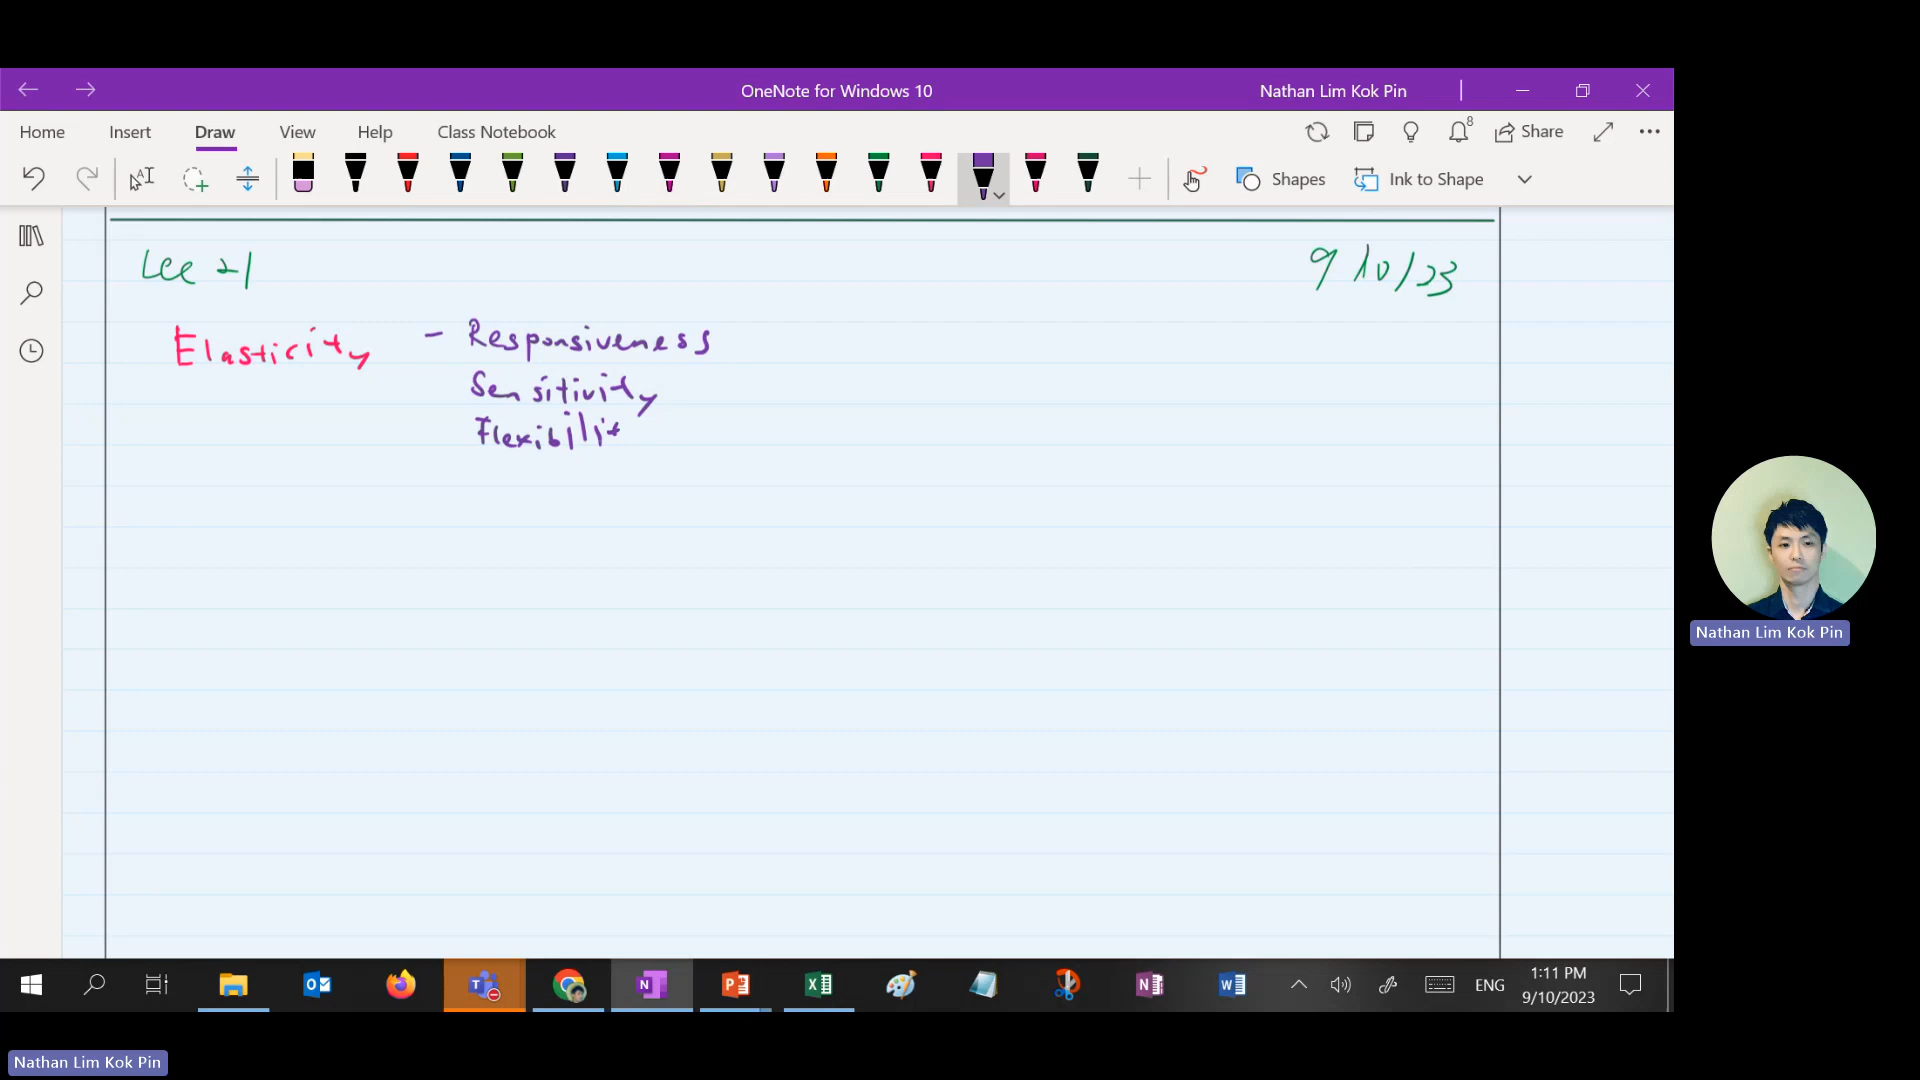 OneNote for Windows 10
Nathan Lim Kok Pin
Home Insert Draw View Help Class Notebook
8
Share
A
Shapes
Ink to Shape
Lec 21
9/10/23
Elasticity - Responsiveness
Sensitivity
Flexibilit
Nathan Lim Kok Pin
ENG
1:11 PM
9/10/2023
Nathan Lim Kok Pin